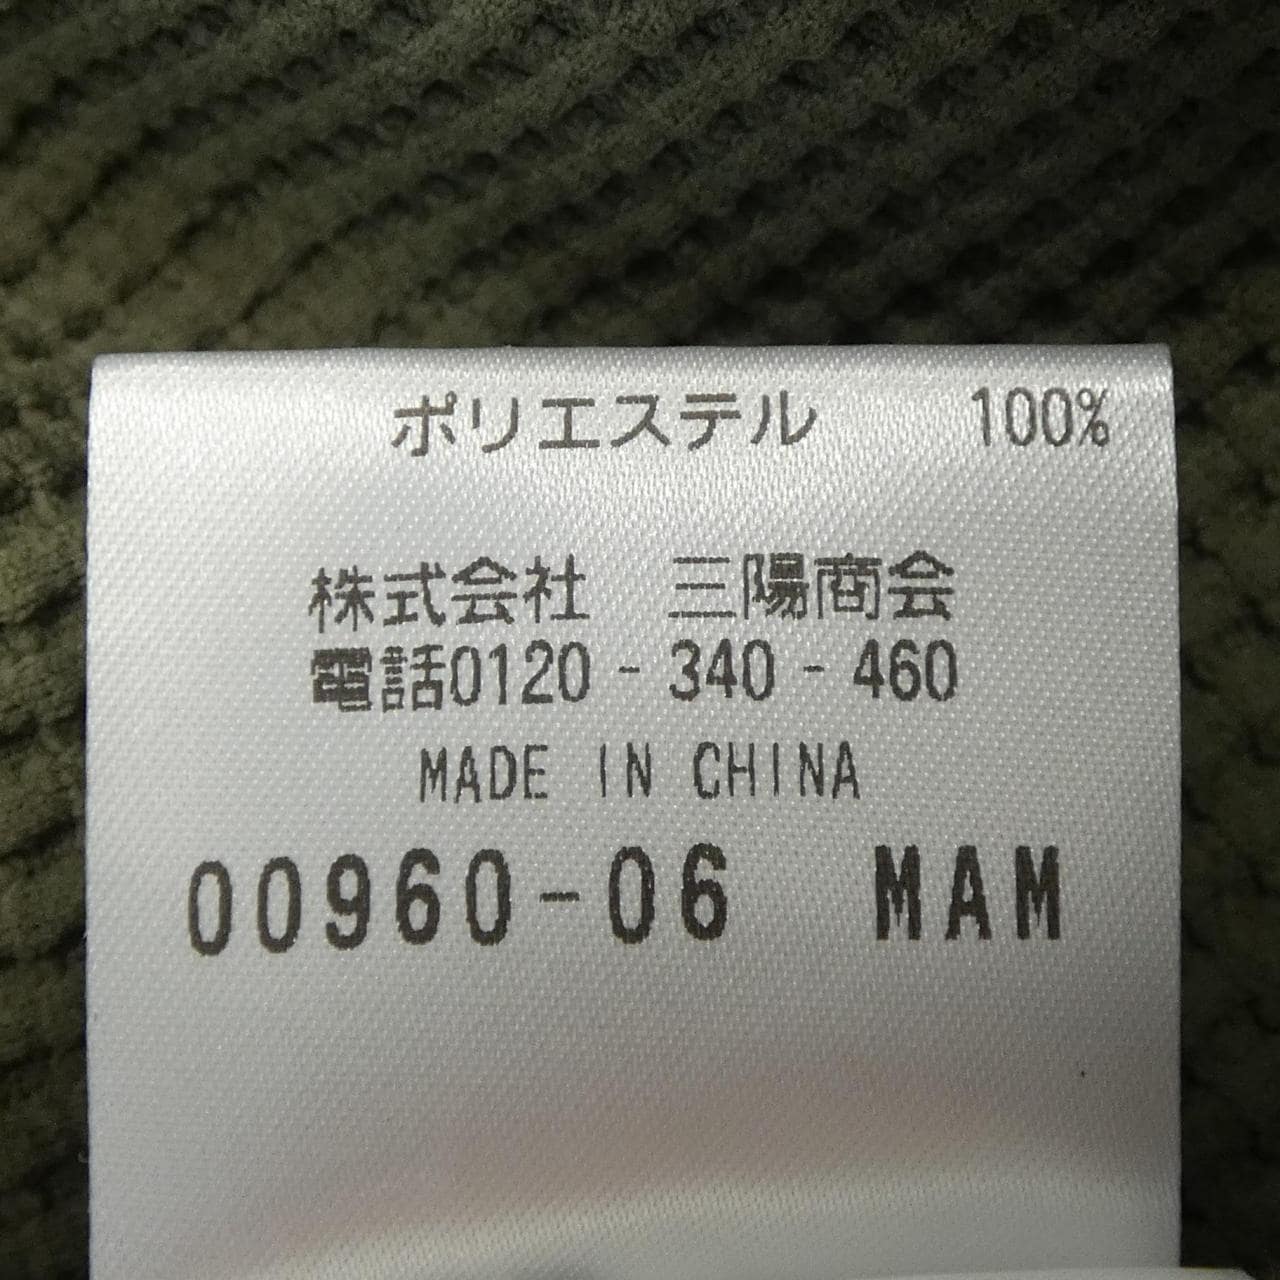 ポリエステル 100%
株式会社 三陽商会
電話0120-340-460
MADE IN CHINA
00960-06 MAM